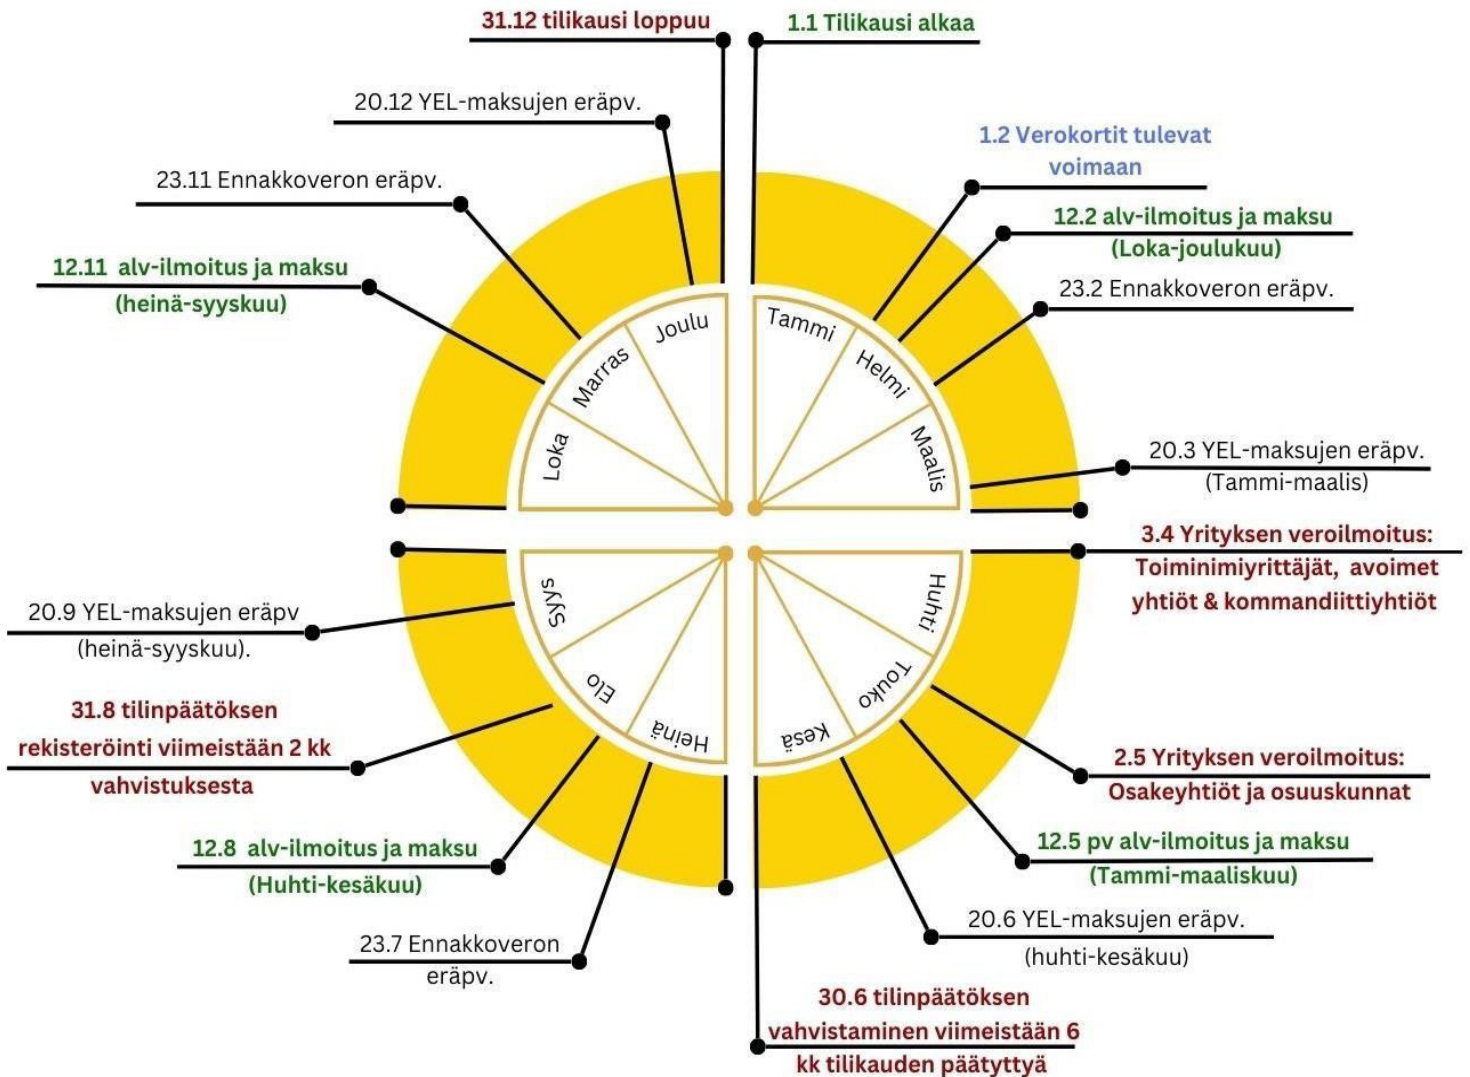 31.12 tilikausi loppuu
1.1 Tilikausi alkaa
20.12 YEL-maksujen eräpv.
1.2 Verokortit tulevat
voimaan
23.11 Ennakkoveron eräpv.
12.2 alv-ilmoitus ja maksu
(Loka-joulukuu)
12.11 alv-ilmoitus ja maksu
(heinä-syyskuu)
23.2 Ennakkoveron eräpv.
Joulu
Tammi
Marras
Helmi
Loka
Maalis
20.3 YEL-maksujen eräpv.
(Tammi-maalis)
3.4 Yrityksen veroilmoitus:
Toiminimiyrittäjät, avoimet
yhtiöt & kommandiittiyhtiöt
Syys
Huhti
20.9 YEL-maksujen eräpv
(heinä-syyskuu).
Elo
Touko
Heinä
Kesä
31.8 tilinpäätöksen
rekisteröinti viimeistään 2 kk
vahvistuksesta
2.5 Yrityksen veroilmoitus:
Osakeyhtiöt ja osuuskunnat
12.8 alv-ilmoitus ja maksu
(Huhti-kesäkuu)
12.5 pv alv-ilmoitus ja maksu
(Tammi-maaliskuu)
23.7 Ennakkoveron
eräpv.
20.6 YEL-maksujen eräpv.
(huhti-kesäkuu)
30.6 tilinpäätöksen
vahvistaminen viimeistään 6
kk tilikauden päätyttyä